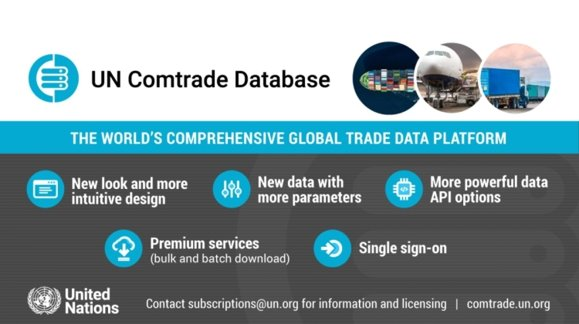 UN Comtrade Database
THE WORLD'S COMPREHENSIVE GLOBAL TRADE DATA PLATFORM
New look and more
intuitive design
New data with
more parameters
More powerful data
API options
Premium services
(bulk and batch download)
Single sign-on
United
Nations
Contact subscriptions@un.org for information and licensing | comtrade.un.org